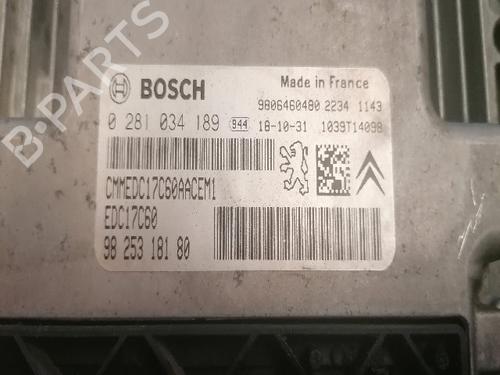 BOSCH
Made in France
9806460480 2234 1143
0 281 034 189 944 18-10-31 1039T14098
CMMEDC17C60AACEM1
EDC17C60
98 253 181 80
B-PARTS